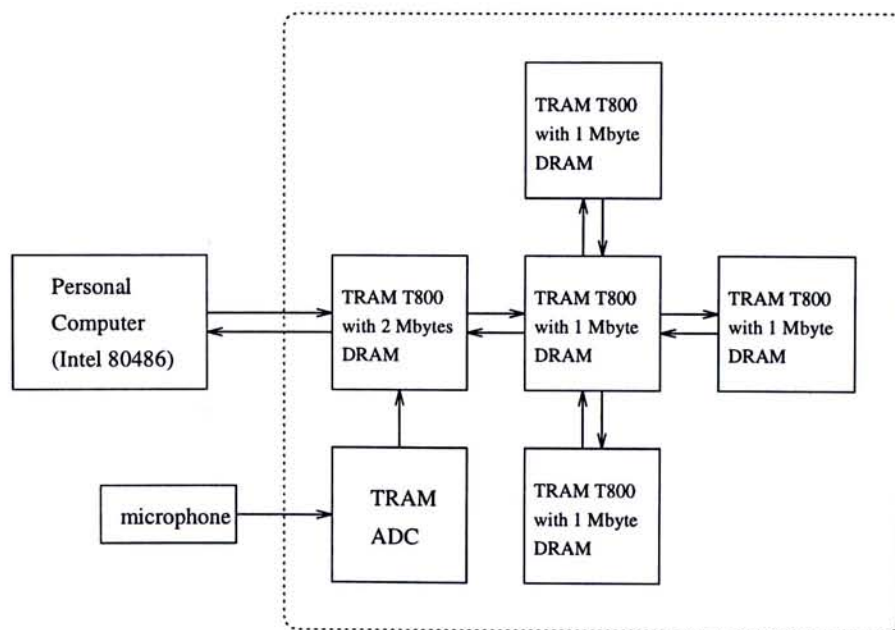 TRAM T800
with 1 Mbyte
DRAM
Personal
Computer
(Intel 80486)
TRAM T800
with 2 Mbytes
DRAM
TRAM T800
with 1 Mbyte
DRAM
TRAM T800
with 1 Mbyte
DRAM
microphone
TRAM
ADC
TRAM T800
with 1 Mbyte
DRAM